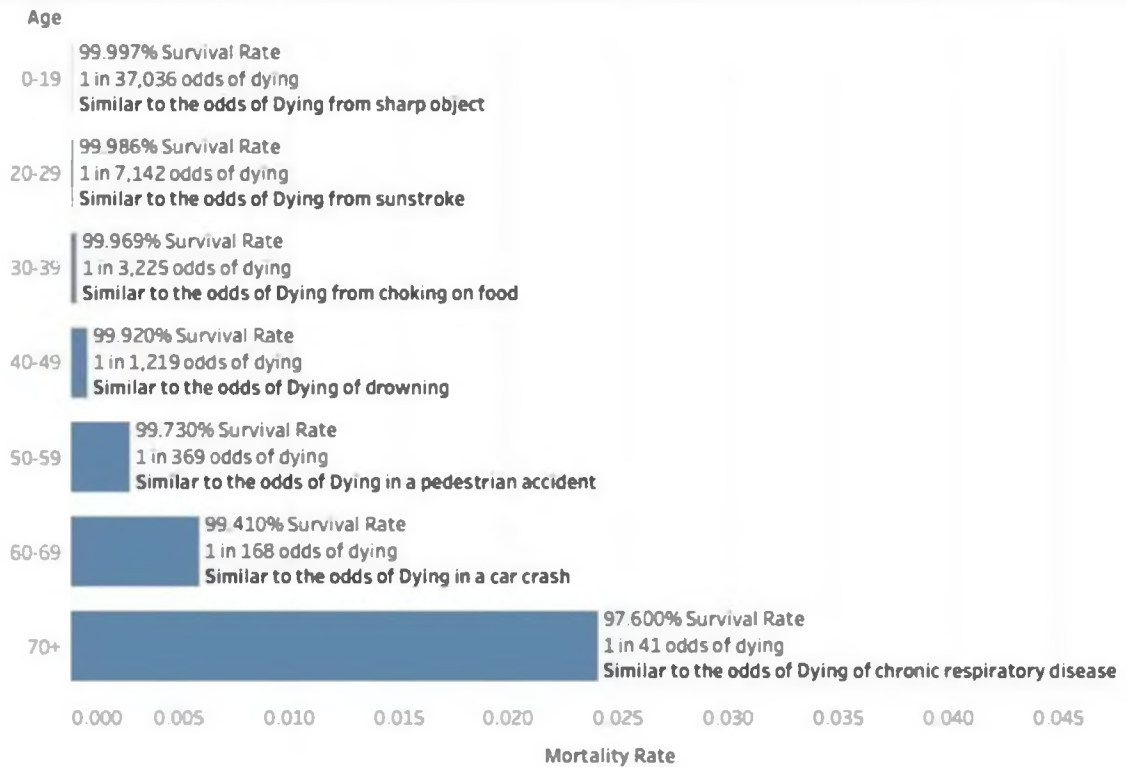 Age
99.997% Survival Rate
0-19 1 in 37,036 odds of dying
Similar to the odds of Dying from sharp object
99.986% Survival Rate
20-29 1 in 7,142 odds of dying
Similar to the odds of Dying from sunstroke
99.969% Survival Rate
30-39 1 in 3,225 odds of dying
Similar to the odds of Dying from choking on food
99.920% Survival Rate
40-49 1 in 1,219 odds of dying
Similar to the odds of Dying of drowning
99.730% Survival Rate
50-59 1 in 369 odds of dying
Similar to the odds of Dying in a pedestrian accident
99.410% Survival Rate
60-69 1 in 168 odds of dying
Similar to the odds of Dying in a car crash
97.600% Survival Rate
70+ 1 in 41 odds of dying
Similar to the odds of Dying of chronic respiratory disease
0.000 0.005 0.010 0.015 0.020 0.025 0.030 0.035 0.040 0.045
Mortality Rate